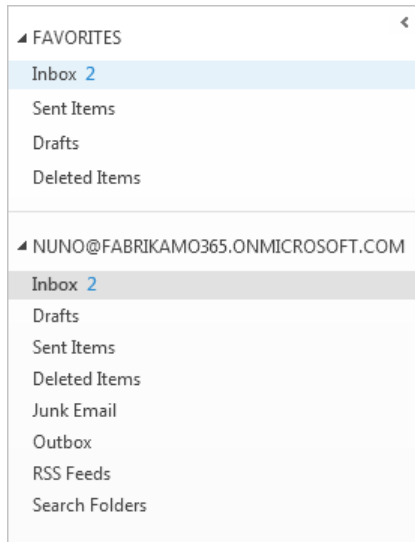 FAVORITES
Inbox 2
Sent Items
Drafts
Deleted Items
NUNO@FABRIKAMO365.ONMICROSOFT.COM
Inbox 2
Drafts
Sent Items
Deleted Items
Junk Email
Outbox
RSS Feeds
Search Folders